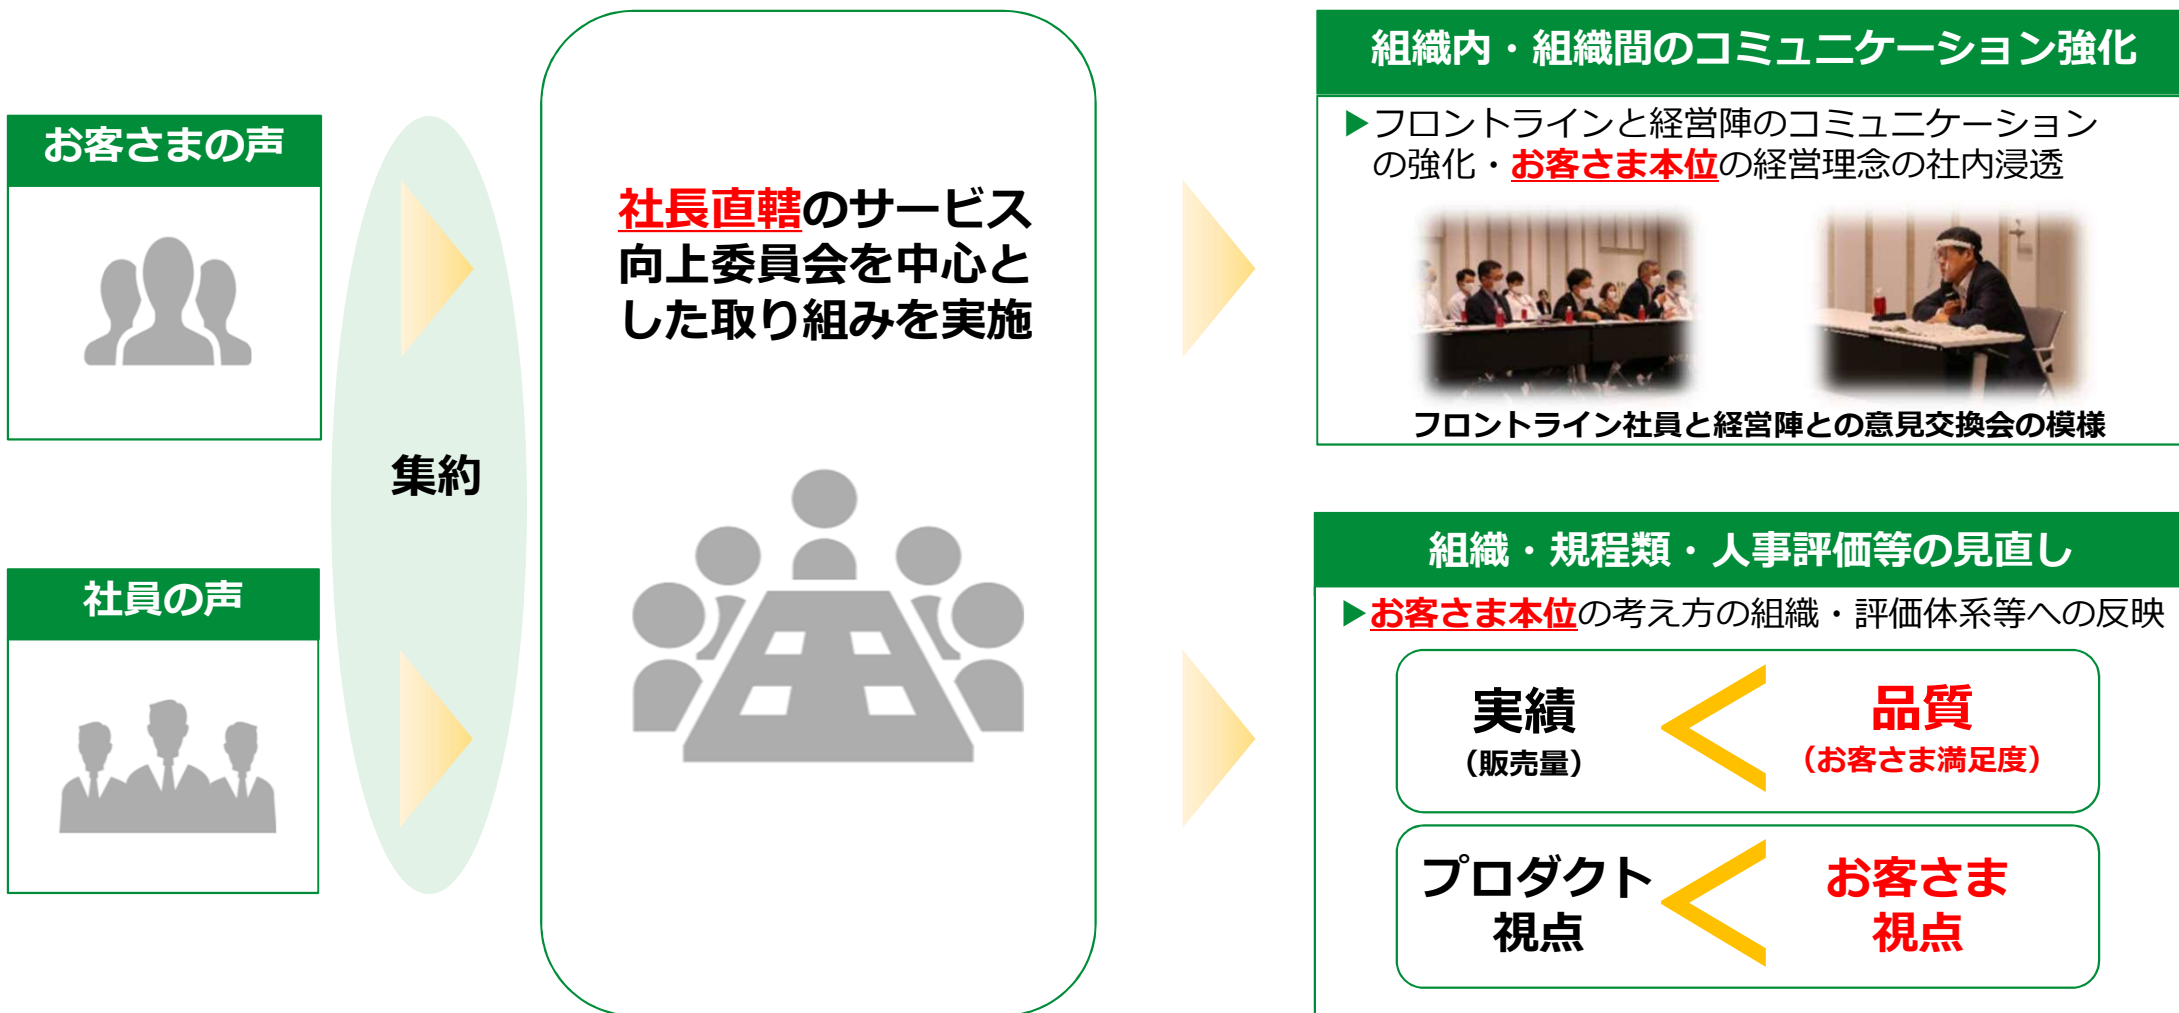 お客さまの声
社員の声
集約
社長直轄のサービス
向上委員会を中心と
した取り組みを実施
組織内・組織間のコミュニケーション強化
▶フロントラインと経営陣のコミュニケーション
の強化・お客さま本位の経営理念の社内浸透
フロントライン社員と経営陣との意見交換会の模様
組織・規程類・人事評価等の見直し
▶お客さま本位の考え方の組織・評価体系等への反映
実績
（販売量）
＜
品質
（お客さま満足度）
プロダクト
視点
＜
お客さま
視点